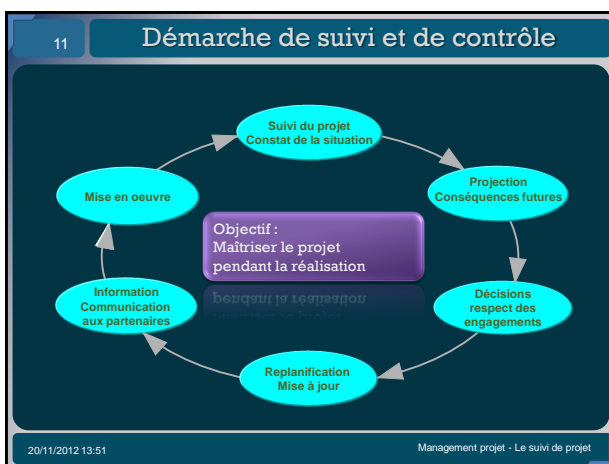 11
Démarche de suivi et de contrôle
Suivi du projet
Constat de la situation
Projection
Conséquences futures
Décisions
respect des
engagements
Replanification
Mise à jour
Information
Communication
aux partenaires
Mise en oeuvre
Objectif :
Maîtriser le projet
pendant la réalisation
20/11/2012 13:51
Management projet - Le suivi de projet